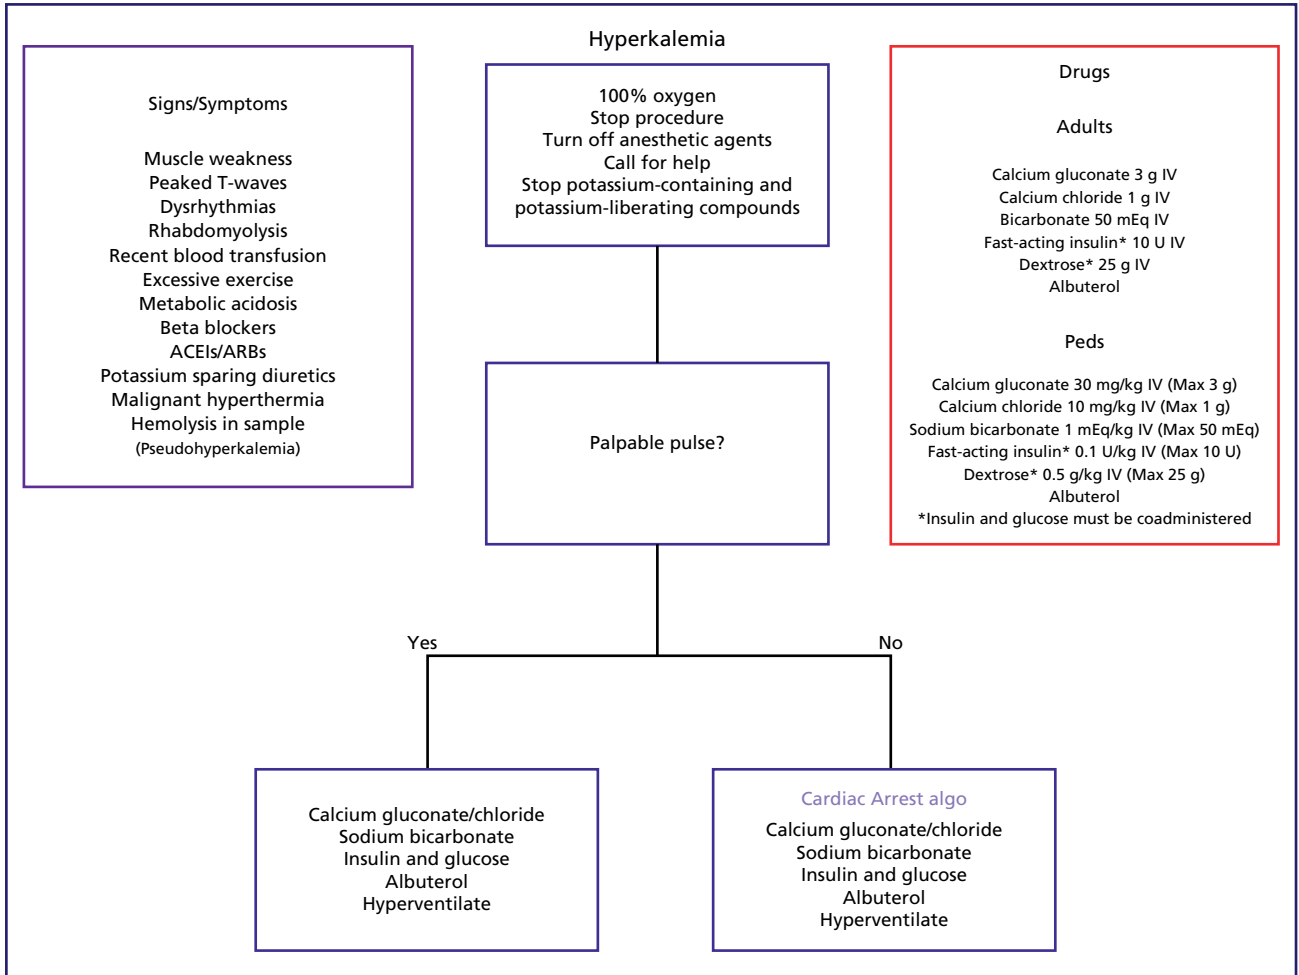 Hyperkalemia
Signs/Symptoms
Muscle weakness
Peaked T-waves
Dysrhythmias
Rhabdomyolysis
Recent blood transfusion
Excessive exercise
Metabolic acidosis
Beta blockers
ACEIs/ARBs
Potassium sparing diuretics
Malignant hyperthermia
Hemolysis in sample
(Pseudohyperkalemia)
100% oxygen
Stop procedure
Turn off anesthetic agents
Call for help
Stop potassium-containing and
potassium-liberating compounds
Drugs
Adults
Calcium gluconate 3 g IV
Calcium chloride 1 g IV
Bicarbonate 50 mEq IV
Fast-acting insulin* 10 U IV
Dextrose* 25 g IV
Albuterol
Peds
Calcium gluconate 30 mg/kg IV (Max 3 g)
Calcium chloride 10 mg/kg IV (Max 1 g)
Sodium bicarbonate 1 mEq/kg IV (Max 50 mEq)
Fast-acting insulin* 0.1 U/kg IV (Max 10 U)
Dextrose* 0.5 g/kg IV (Max 25 g)
Albuterol
*Insulin and glucose must be coadministered
Palpable pulse?
Yes
No
Calcium gluconate/chloride
Sodium bicarbonate
Insulin and glucose
Albuterol
Hyperventilate
Cardiac Arrest algo
Calcium gluconate/chloride
Sodium bicarbonate
Insulin and glucose
Albuterol
Hyperventilate